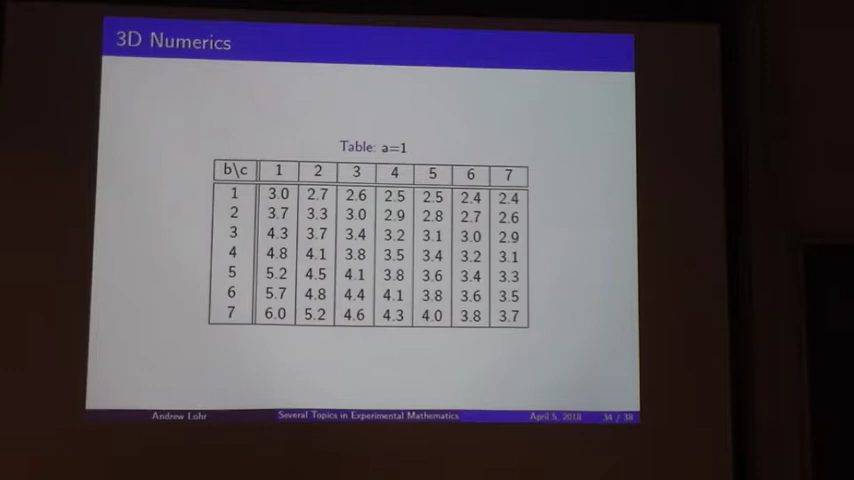 3D Numerics
Table: a=1
b\c 1 2 3 4 5 6 7
1 3.0 2.7 2.6 2.5 2.5 2.4 2.4
2 3.7 3.3 3.0 2.9 2.8 2.7 2.6
3 4.3 3.7 3.4 3.2 3.1 3.0 2.9
4 4.8 4.1 3.8 3.5 3.4 3.2 3.1
5 5.2 4.5 4.1 3.8 3.6 3.4 3.3
6 5.7 4.8 4.4 4.1 3.8 3.6 3.5
7 6.0 5.2 4.6 4.3 4.0 3.8 3.7
Andrew Lohr Several Topics in Experimental Mathematics April 5, 2018 34 / 38